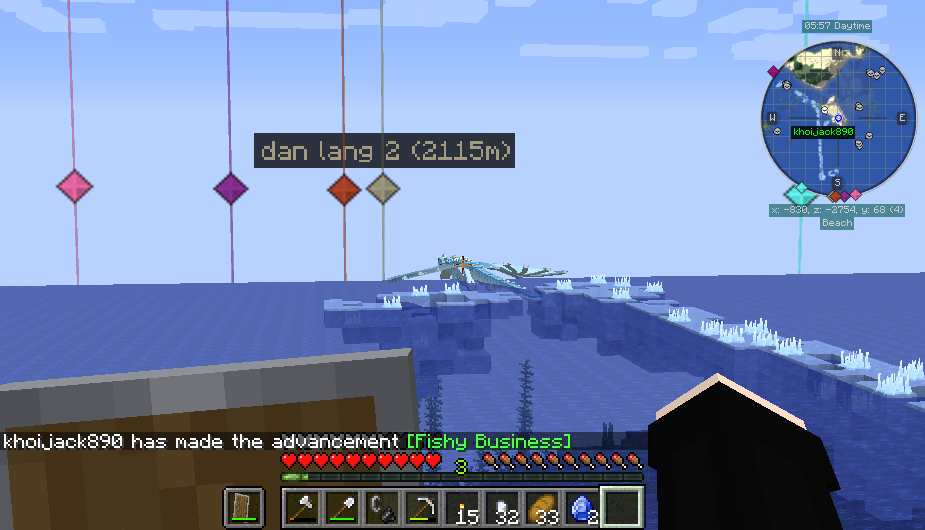 05:57 Daytime
N
W
E
khoijack890
S
x: -830, z: -2754, y: 68 (4)
Beach
dan lang 2 (2115m)
khoijack890 has made the advancement [Fishy Business]
3
15 32 33 2